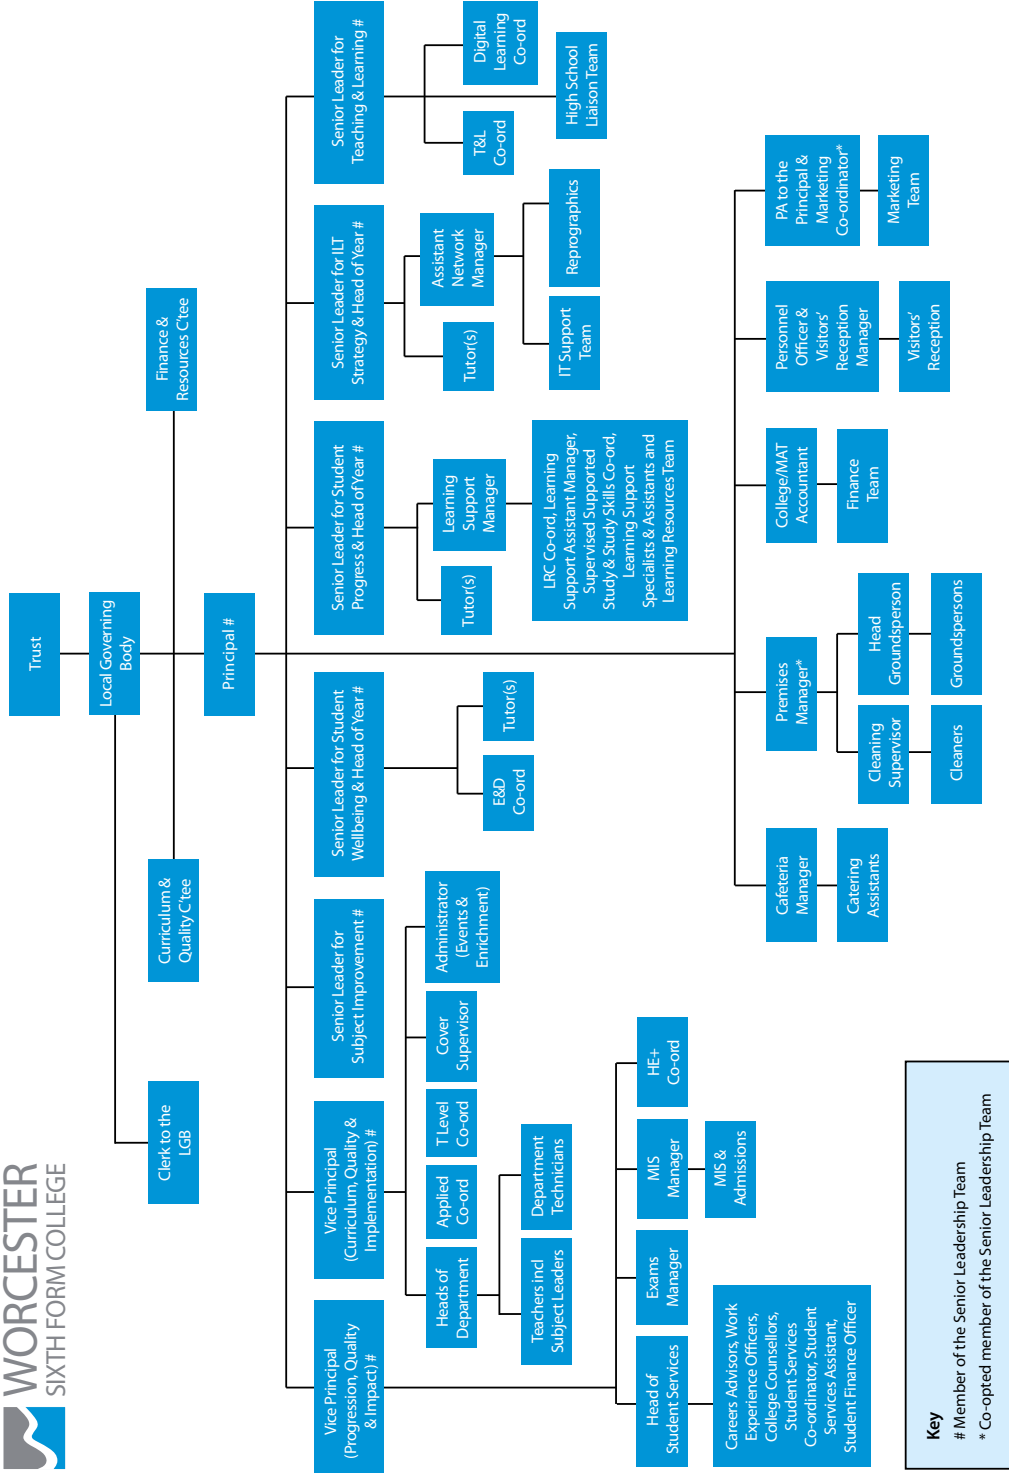 WORCESTER
SIXTH FORM COLLEGE
Trust
Local Governing
Body
Clerk to the
LGB
Curriculum &
Quality C'tee
Finance &
Resources C'tee
Principal #
Vice Principal
(Progression, Quality
& Impact) #
Vice Principal
(Curriculum, Quality &
Implementation) #
Senior Leader for
Subject Improvement #
Senior Leader for Student
Wellbeing & Head of Year #
Senior Leader for Student
Progress & Head of Year #
Senior Leader for ILT
Strategy & Head of Year #
Senior Leader for
Teaching & Learning #
Heads of
Department
Applied
Co-ord
T Level
Co-ord
Cover
Supervisor
Administrator
(Events &
Enrichment)
Teachers incl
Subject Leaders
Department
Technicians
E&D
Co-ord
Tutor(s)
Tutor(s)
Learning
Support
Manager
LRC Co-ord, Learning
Support Assistant Manager,
Supervised Supported
Study & Study Skills Co-ord,
Learning Support
Specialists & Assistants and
Learning Resources Team
Tutor(s)
Assistant
Network
Manager
IT Support
Team
Reprographics
T&L
Co-ord
Digital
Learning
Co-ord
High School
Liaison Team
Head of
Student Services
Exams
Manager
MIS
Manager
HE+
Co-ord
Careers Advisors, Work
Experience Officers,
College Counsellors,
Student Services
Co-ordinator, Student
Services Assistant,
Student Finance Officer
MIS &
Admissions
Cafeteria
Manager
Catering
Assistants
Premises
Manager*
Cleaning
Supervisor
Head
Groundsperson
Cleaners
Groundspersons
College/MAT
Accountant
Finance
Team
Personnel
Officer &
Visitors'
Reception
Manager
Visitors'
Reception
PA to the
Principal &
Marketing
Co-ordinator*
Marketing
Team
Key
# Member of the Senior Leadership Team
* Co-opted member of the Senior Leadership Team